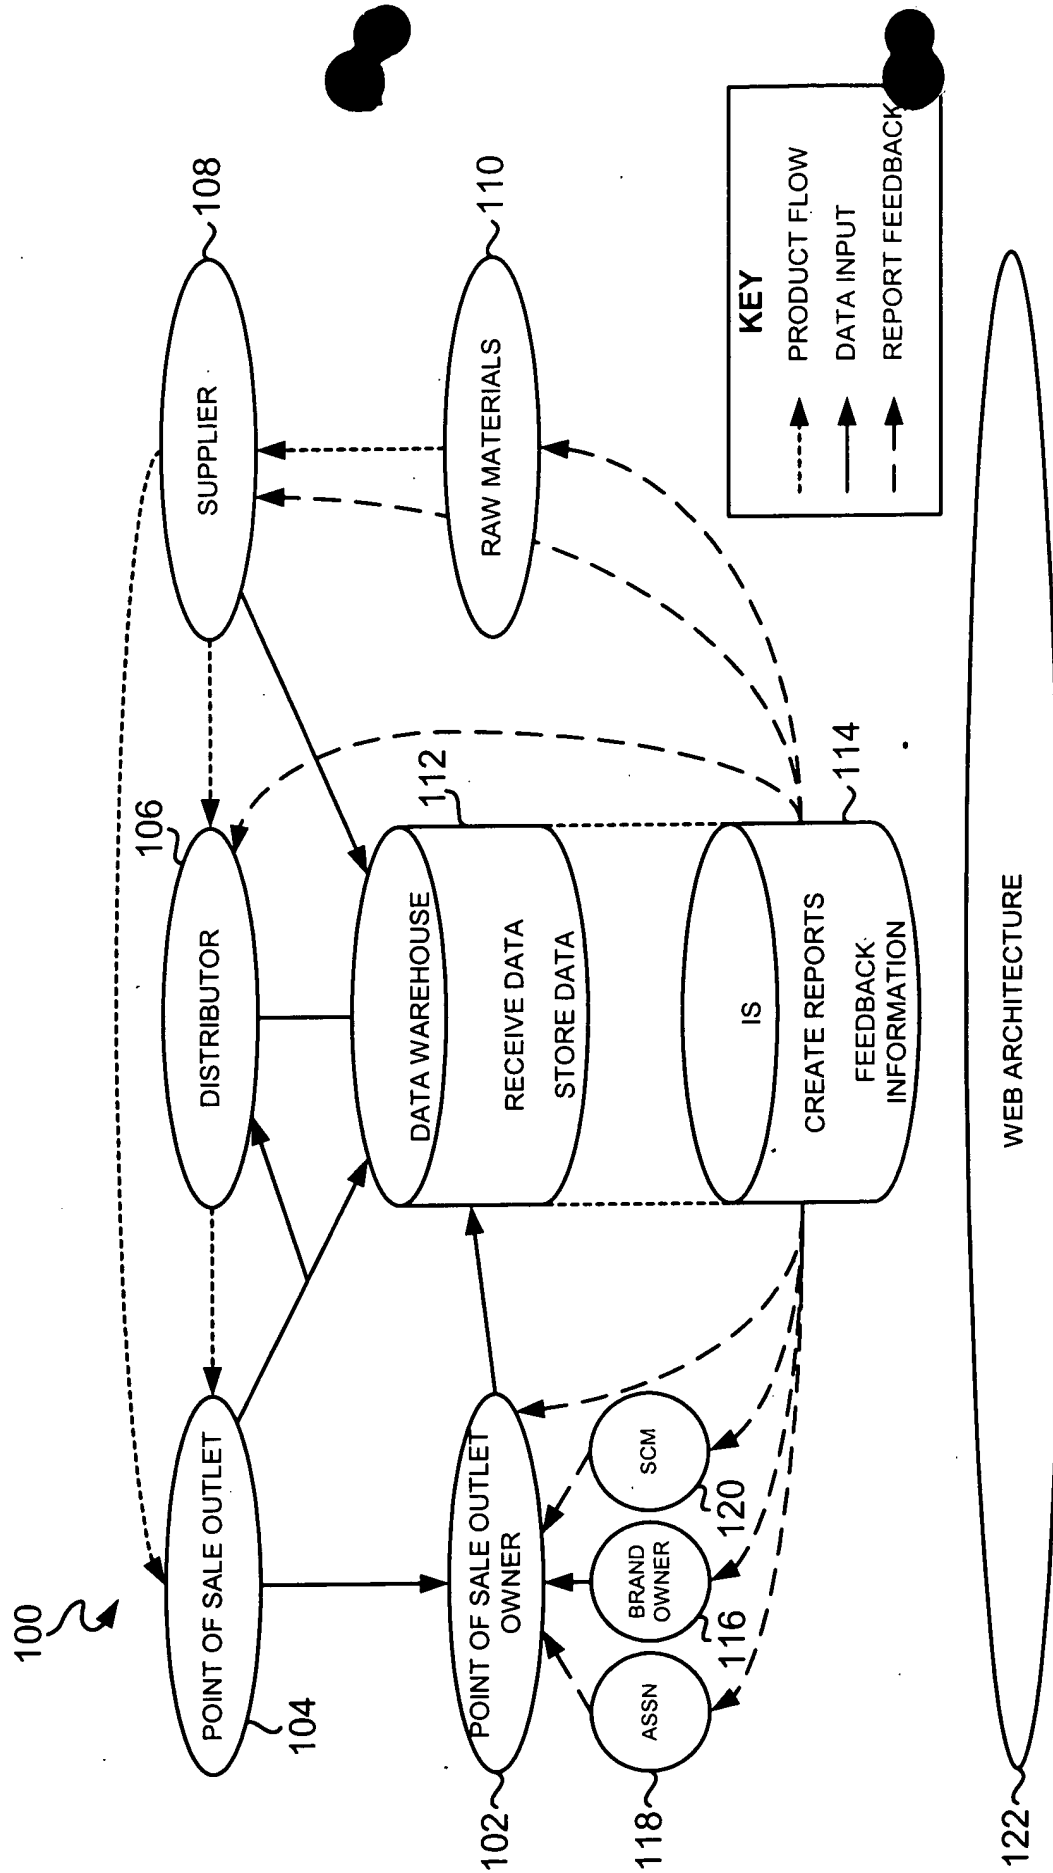 100
108
SUPPLIER
106
DISTRIBUTOR
POINT OF SALE OUTLET
104
110
RAW MATERIALS
112
DATA WAREHOUSE
RECEIVE DATA
STORE DATA
POINT OF SALE OUTLET
OWNER
102
114
IS
CREATE REPORTS
FEEDBACK
INFORMATION
SCM
120
BRAND
OWNER
116
ASSN
118
KEY
PRODUCT FLOW
DATA INPUT
REPORT FEEDBACK
WEB ARCHITECTURE
122